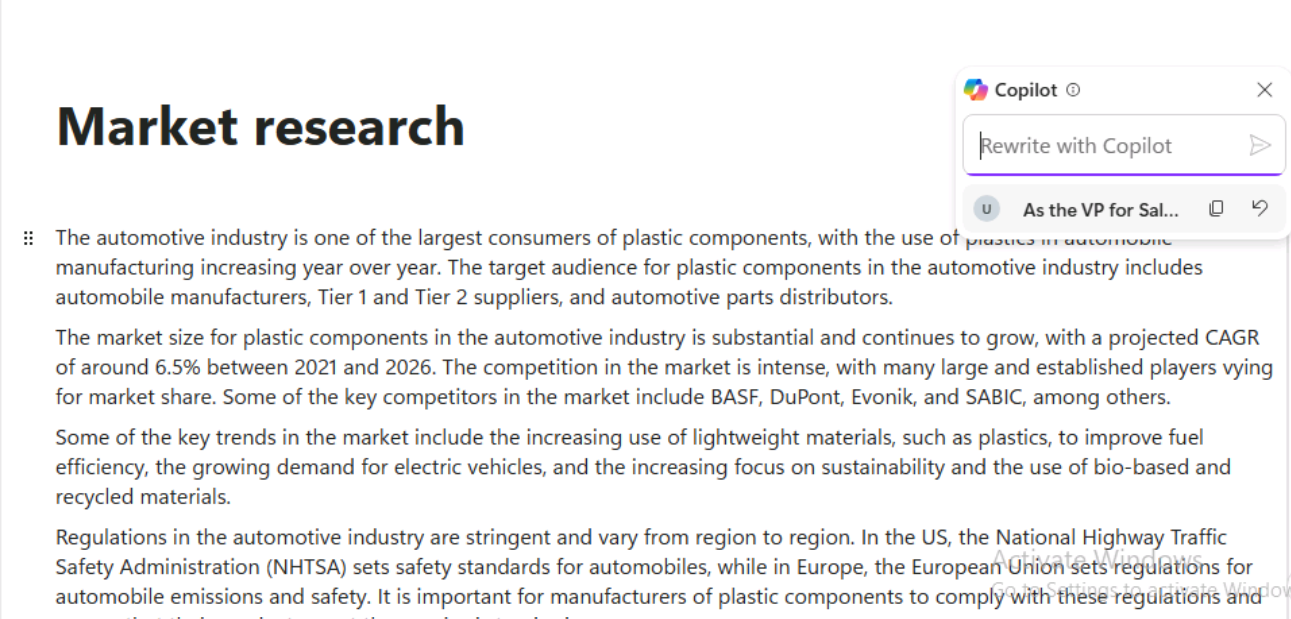 Market research
Copilot
Rewrite with Copilot
U As the VP for Sal...
The automotive industry is one of the largest consumers of plastic components, with the use of plastics in automobile
manufacturing increasing year over year. The target audience for plastic components in the automotive industry includes
automobile manufacturers, Tier 1 and Tier 2 suppliers, and automotive parts distributors.
The market size for plastic components in the automotive industry is substantial and continues to grow, with a projected CAGR
of around 6.5% between 2021 and 2026. The competition in the market is intense, with many large and established players vying
for market share. Some of the key competitors in the market include BASF, DuPont, Evonik, and SABIC, among others.
Some of the key trends in the market include the increasing use of lightweight materials, such as plastics, to improve fuel
efficiency, the growing demand for electric vehicles, and the increasing focus on sustainability and the use of bio-based and
recycled materials.
Regulations in the automotive industry are stringent and vary from region to region. In the US, the National Highway Traffic
Safety Administration (NHTSA) sets safety standards for automobiles, while in Europe, the European Union sets regulations for
automobile emissions and safety. It is important for manufacturers of plastic components to comply with these regulations and
Activate Windows
Go to Settings to activate Window